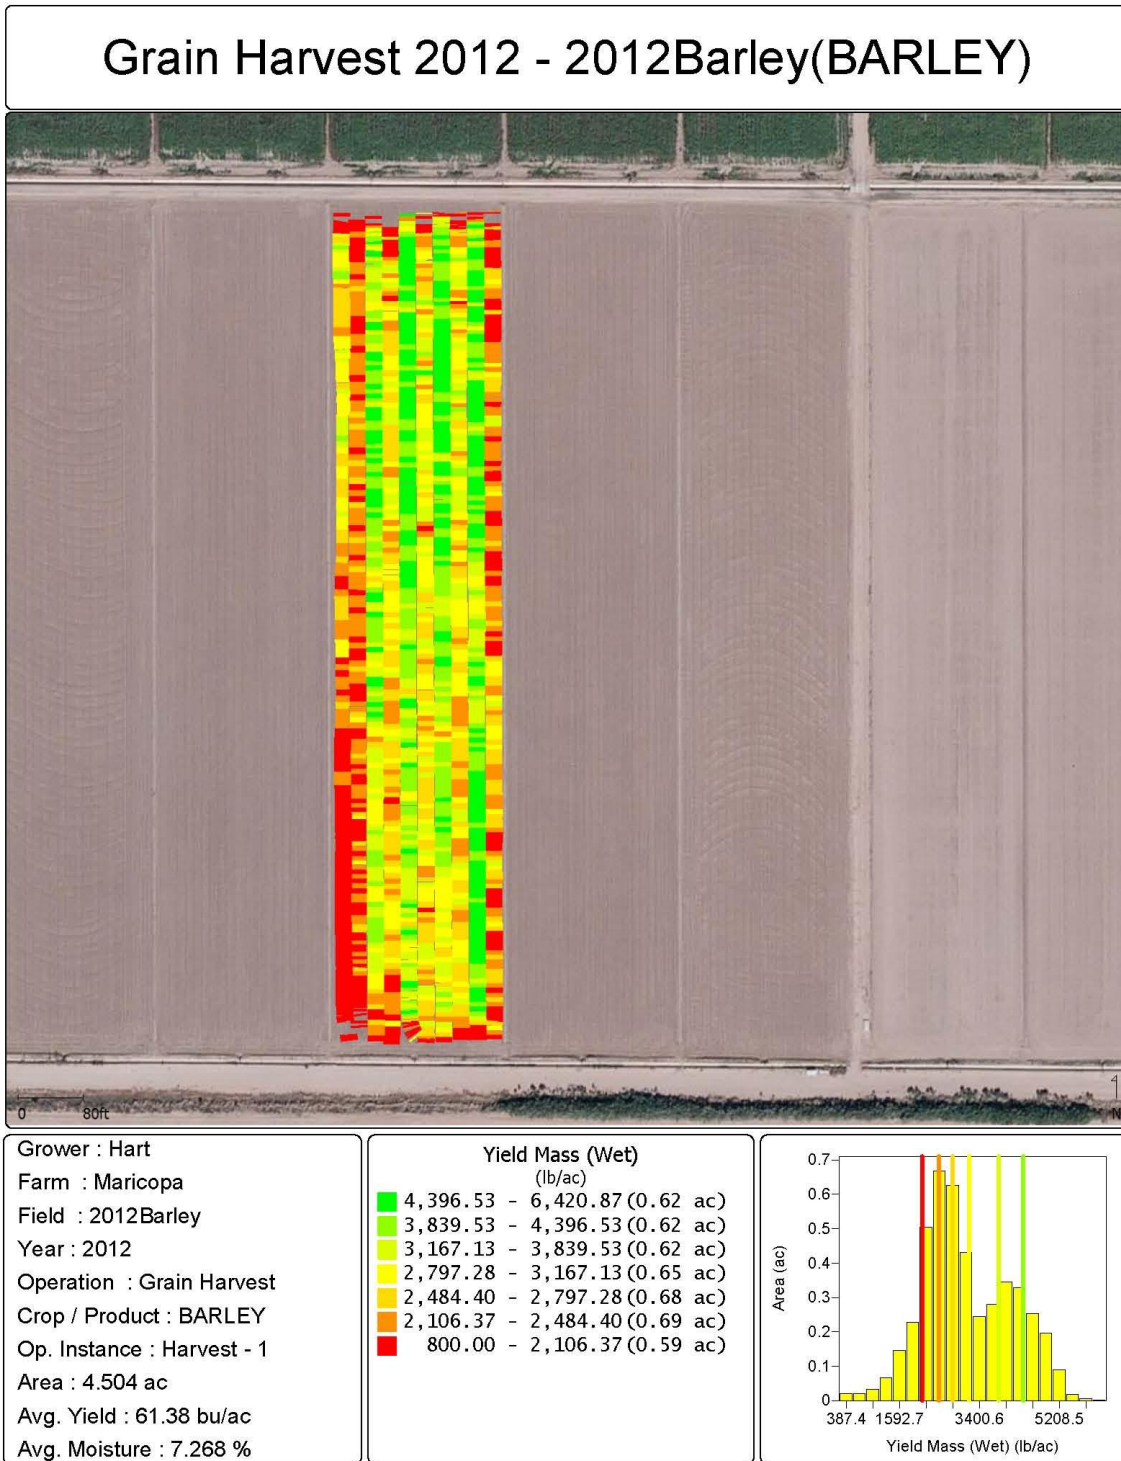 Grain Harvest 2012 - 2012Barley(BARLEY)
0 80ft
N
Grower : Hart
Farm : Maricopa
Field : 2012Barley
Year : 2012
Operation : Grain Harvest
Crop / Product : BARLEY
Op. Instance : Harvest - 1
Area : 4.504 ac
Avg. Yield : 61.38 bu/ac
Avg. Moisture : 7.268 %
Yield Mass (Wet)
(lb/ac)
4,396.53 - 6,420.87 (0.62 ac)
3,839.53 - 4,396.53 (0.62 ac)
3,167.13 - 3,839.53 (0.62 ac)
2,797.28 - 3,167.13 (0.65 ac)
2,484.40 - 2,797.28 (0.68 ac)
2,106.37 - 2,484.40 (0.69 ac)
800.00 - 2,106.37 (0.59 ac)
0.7
0.6
0.5
0.4
0.3
0.2
0.1
0
Area (ac)
387.4 1592.7 3400.6 5208.5
Yield Mass (Wet) (lb/ac)